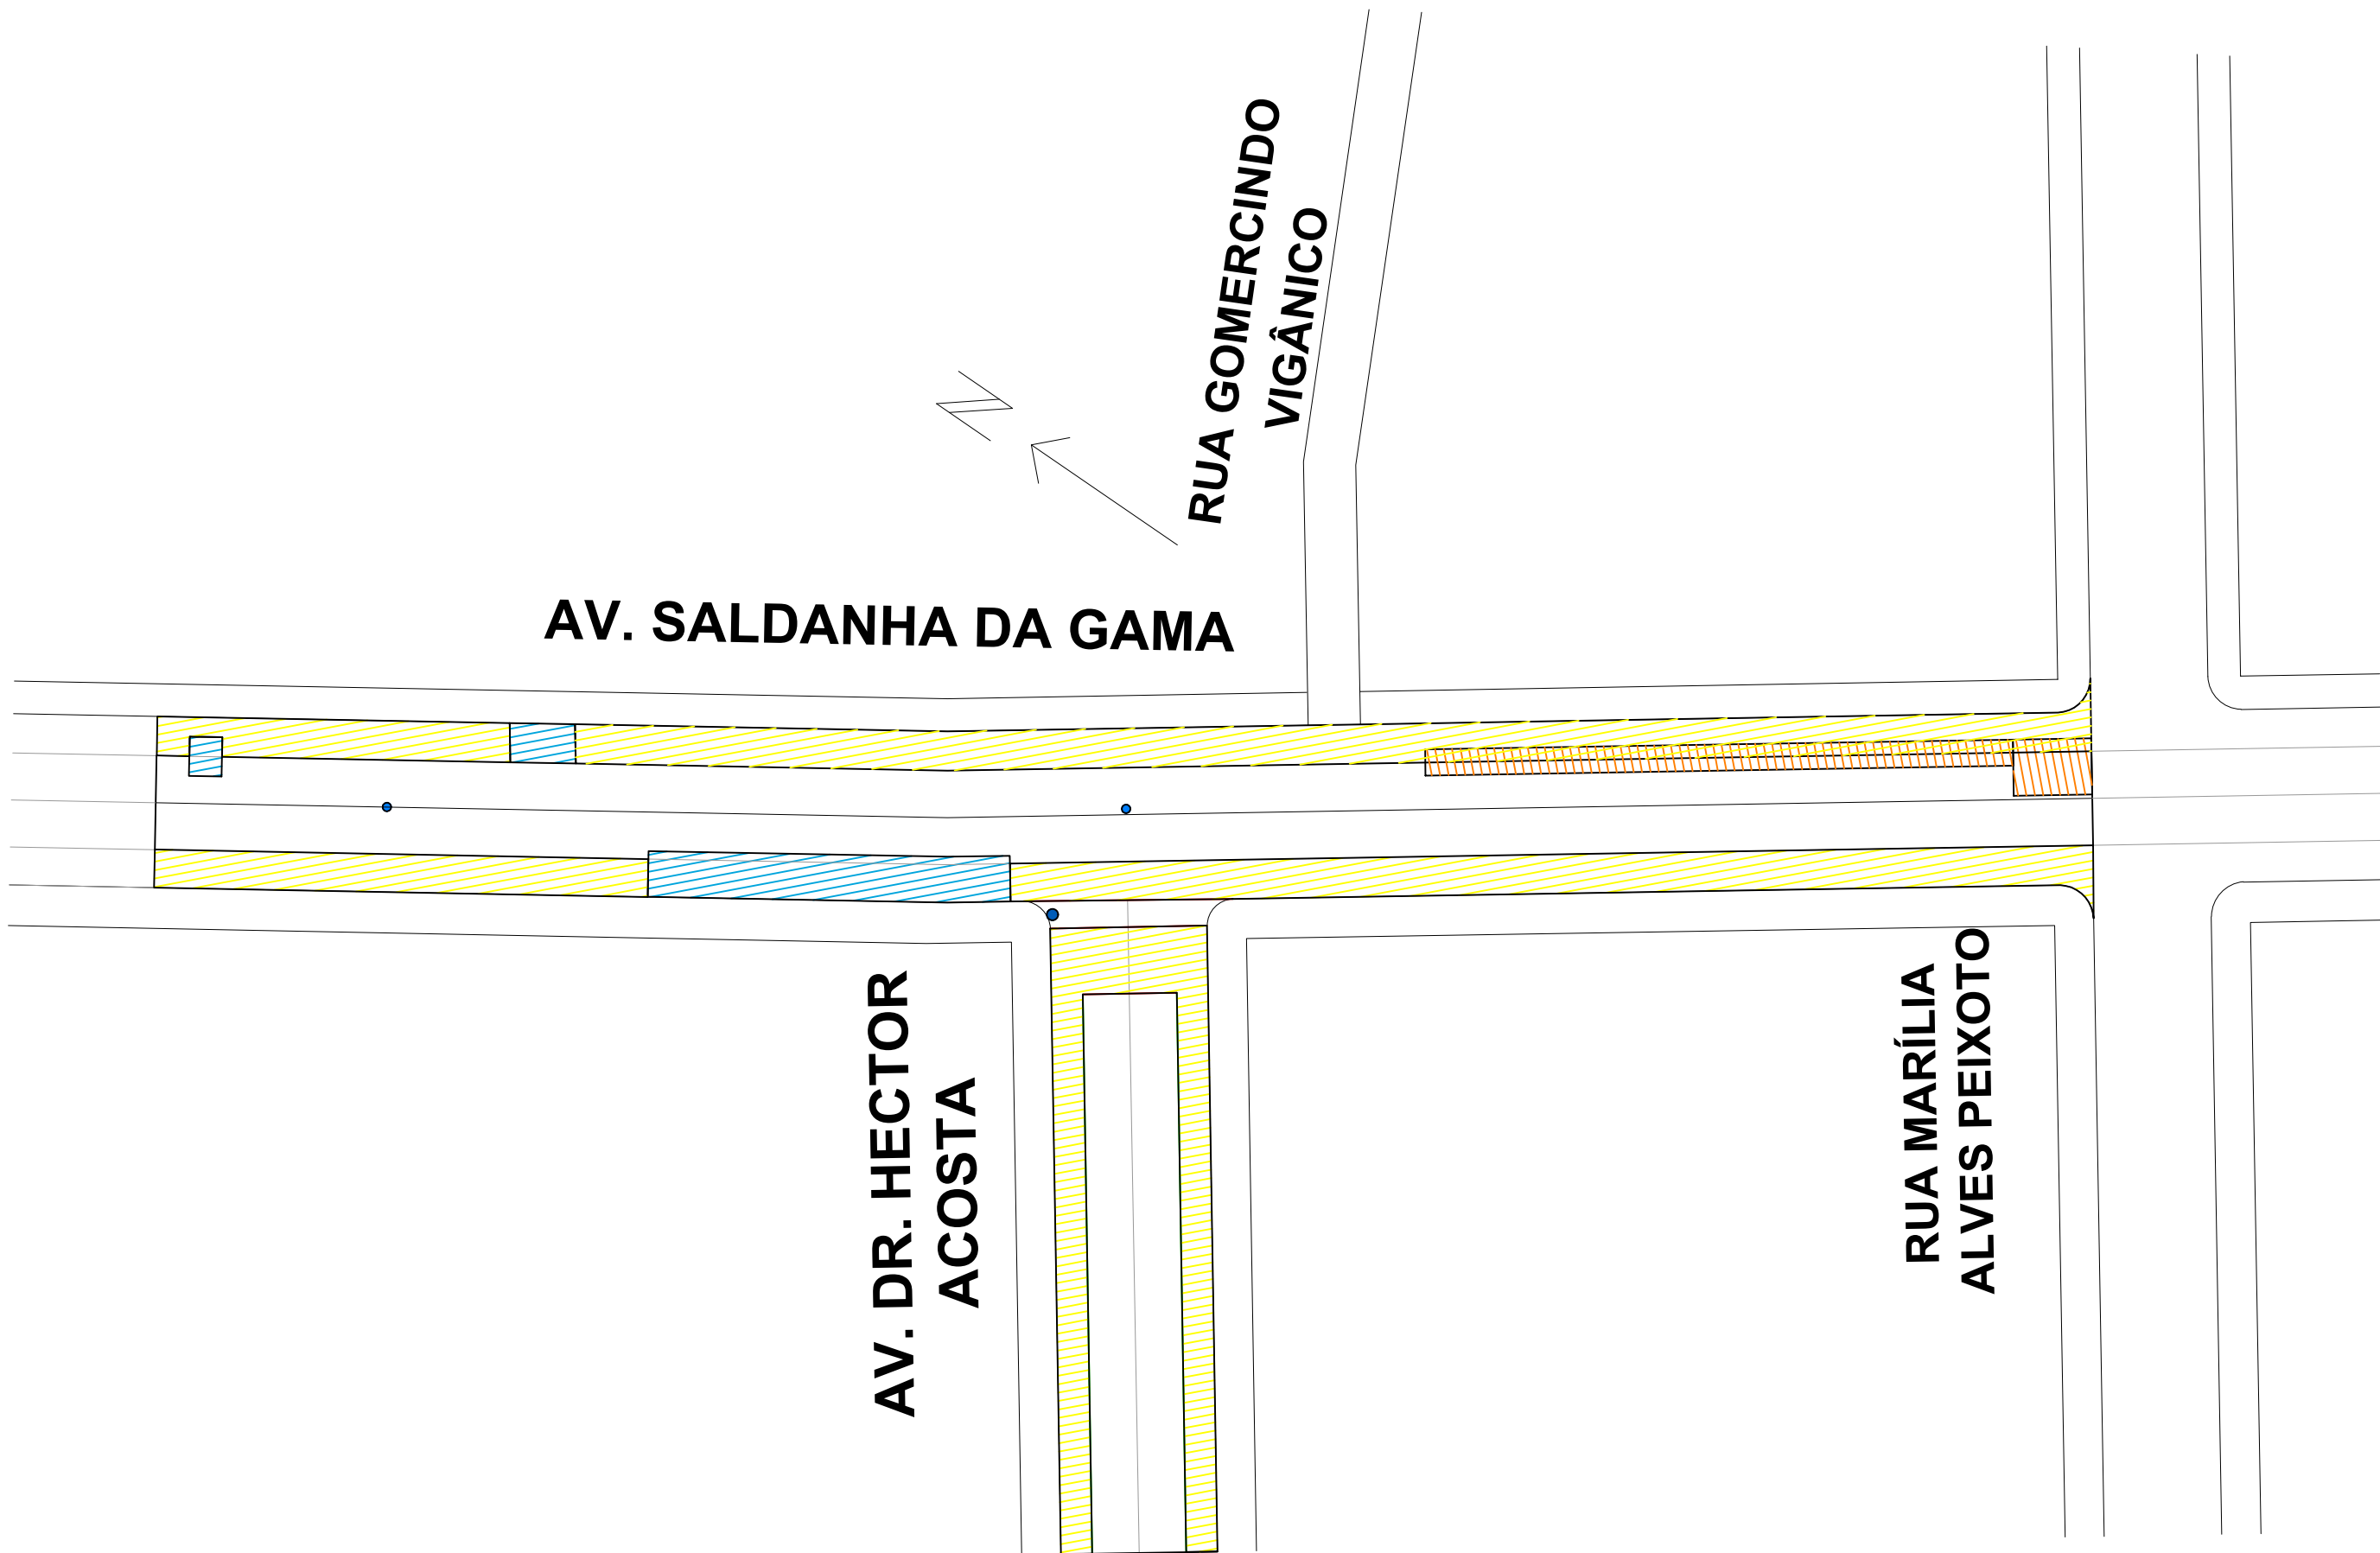 RUA GOMERCINDO
VIGÂNICO
AV. SALDANHA DA GAMA
AV. DR. HECTOR
ACOSTA
RUA MARÍLIA
ALVES PEIXOTO
N